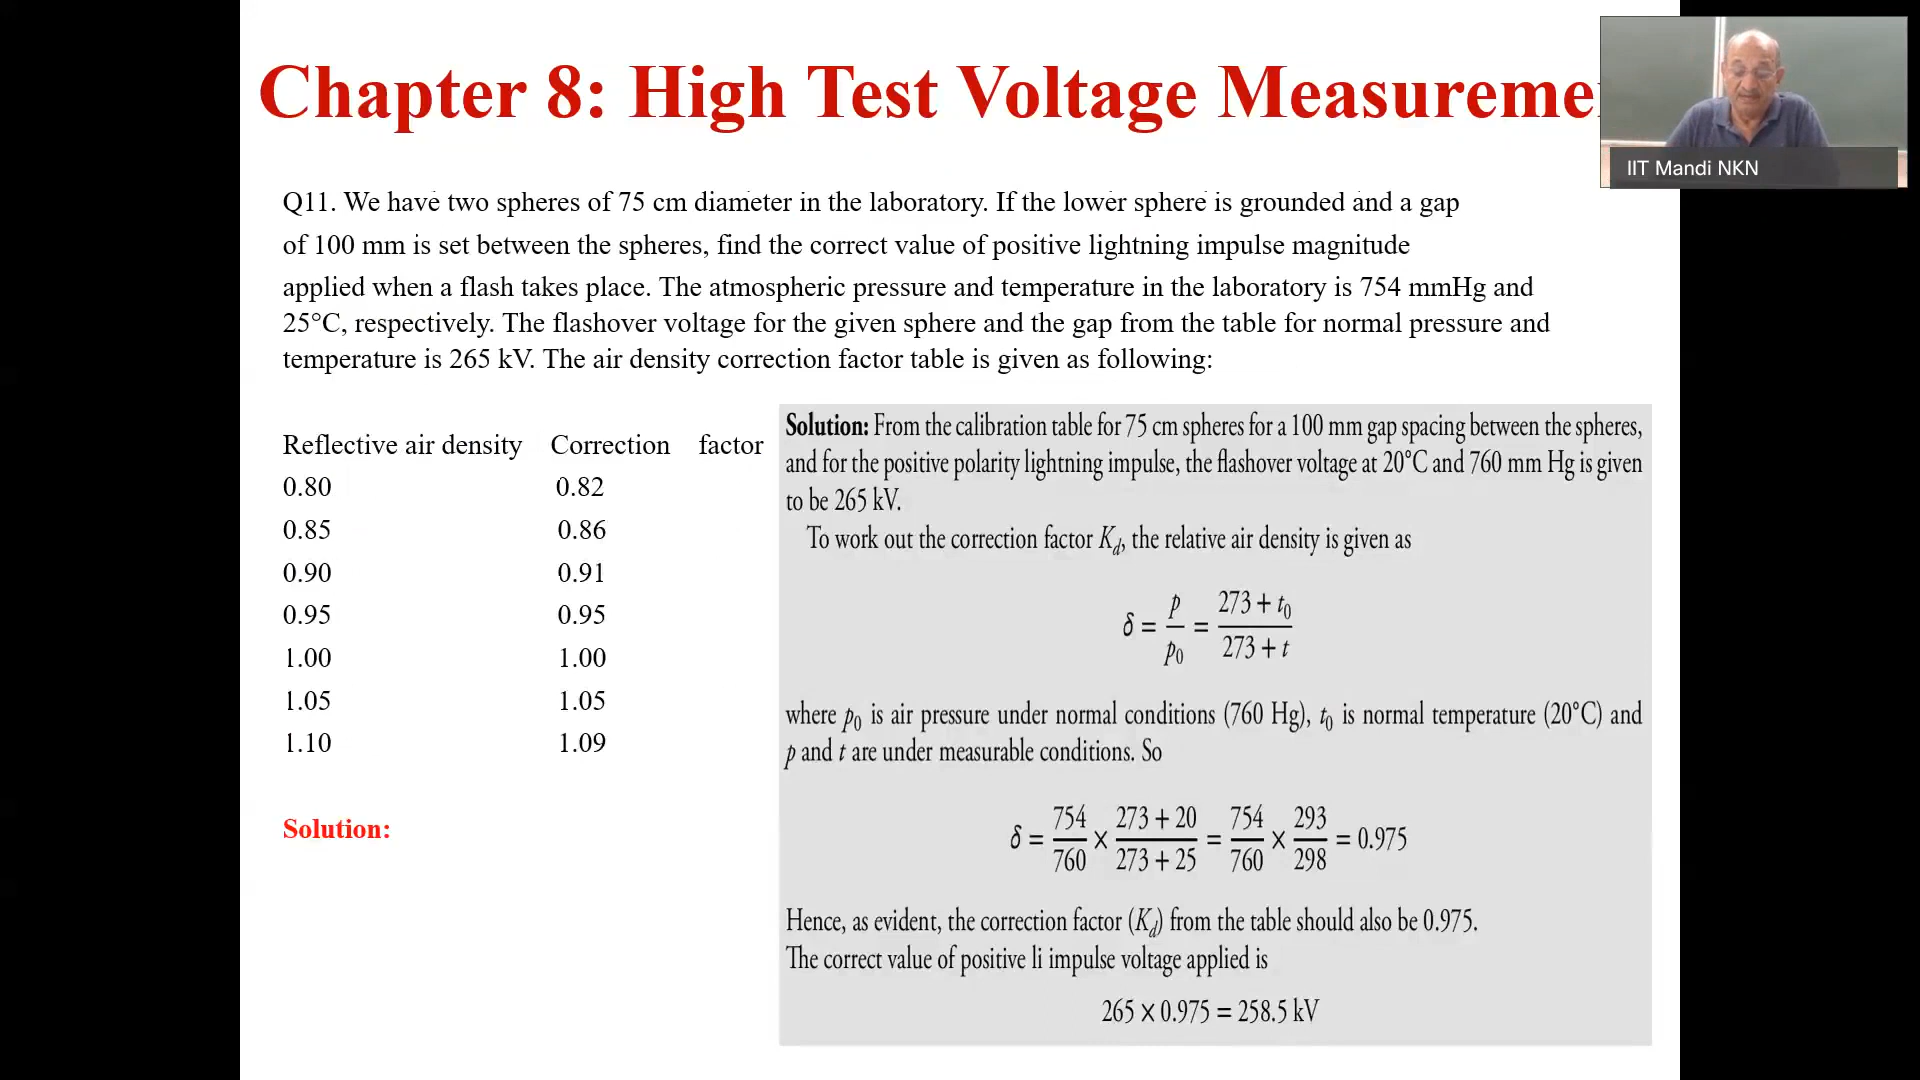 Chapter 8: High Test Voltage Measureme
IIT Mandi NKN
Q11. We have two spheres of 75 cm diameter in the laboratory. If the lower sphere is grounded and a gap
of 100 mm is set between the spheres, find the correct value of positive lightning impulse magnitude
applied when a flash takes place. The atmospheric pressure and temperature in the laboratory is 754 mmHg and
25°C, respectively. The flashover voltage for the given sphere and the gap from the table for normal pressure and
temperature is 265 kV. The air density correction factor table is given as following:
Reflective air density Correction factor
0.80 0.82
0.85 0.86
0.90 0.91
0.95 0.95
1.00 1.00
1.05 1.05
1.10 1.09
Solution:
Solution: From the calibration table for 75 cm spheres for a 100 mm gap spacing between the spheres,
and for the positive polarity lightning impulse, the flashover voltage at 20°C and 760 mm Hg is given
to be 265 kV.
To work out the correction factor K_d, the relative air density is given as
δ = p/p₀ = (273 + t₀)/(273 + t)
where p₀ is air pressure under normal conditions (760 Hg), t₀ is normal temperature (20°C) and
p and t are under measurable conditions. So
δ = 754/760 × (273 + 20)/(273 + 25) = 754/760 × 293/298 = 0.975
Hence, as evident, the correction factor (K_d) from the table should also be 0.975.
The correct value of positive li impulse voltage applied is
265 × 0.975 = 258.5 kV